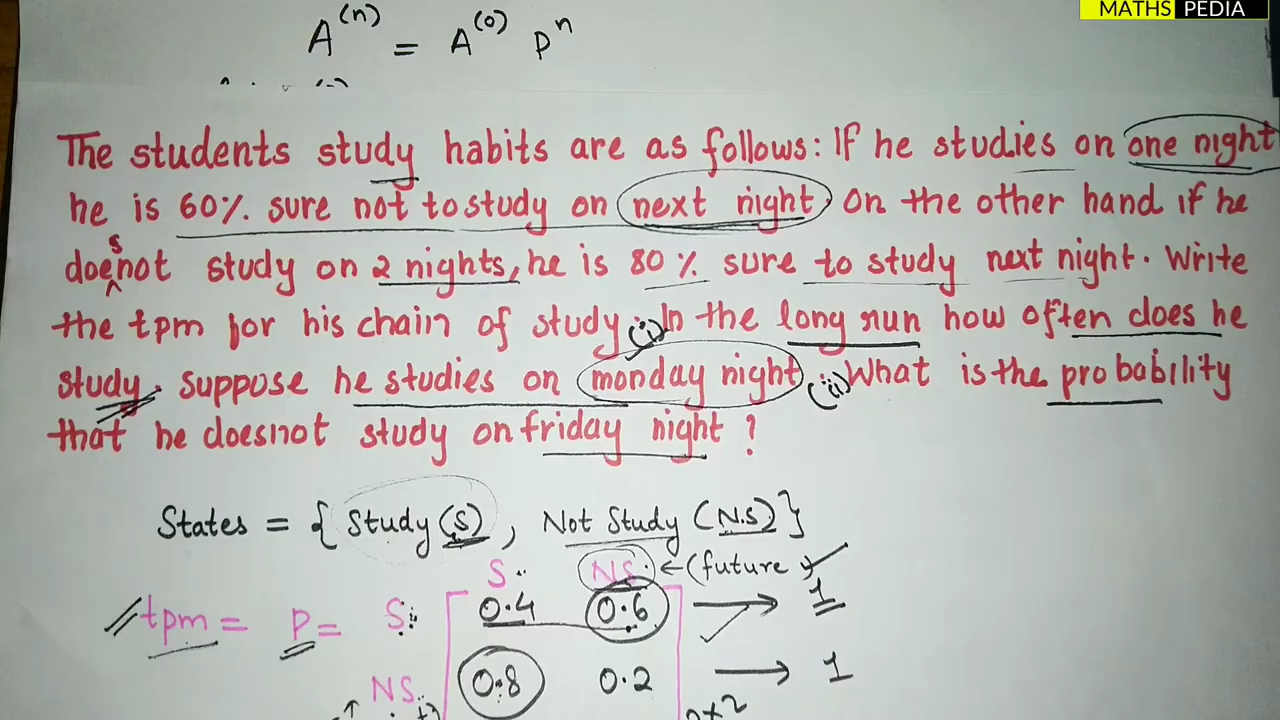 MATHS PEDIA
A^(n) = A^(0) P^n
The students study habits are as follows: If he studies on one night
he is 60% sure not to study on next night. On the other hand if he
does not study on 2 nights, he is 80% sure to study next night. Write
the tpm for his chain of study. (i) In the long run how often does he
study. Suppose he studies on monday night. (ii) What is the probability
that he doesnot study on friday night?
States = { Study (S), Not Study (N.S) }
S NS ← (future)
tpm = P = S 0.4 0.6 → 1
NS 0.8 0.2 → 1